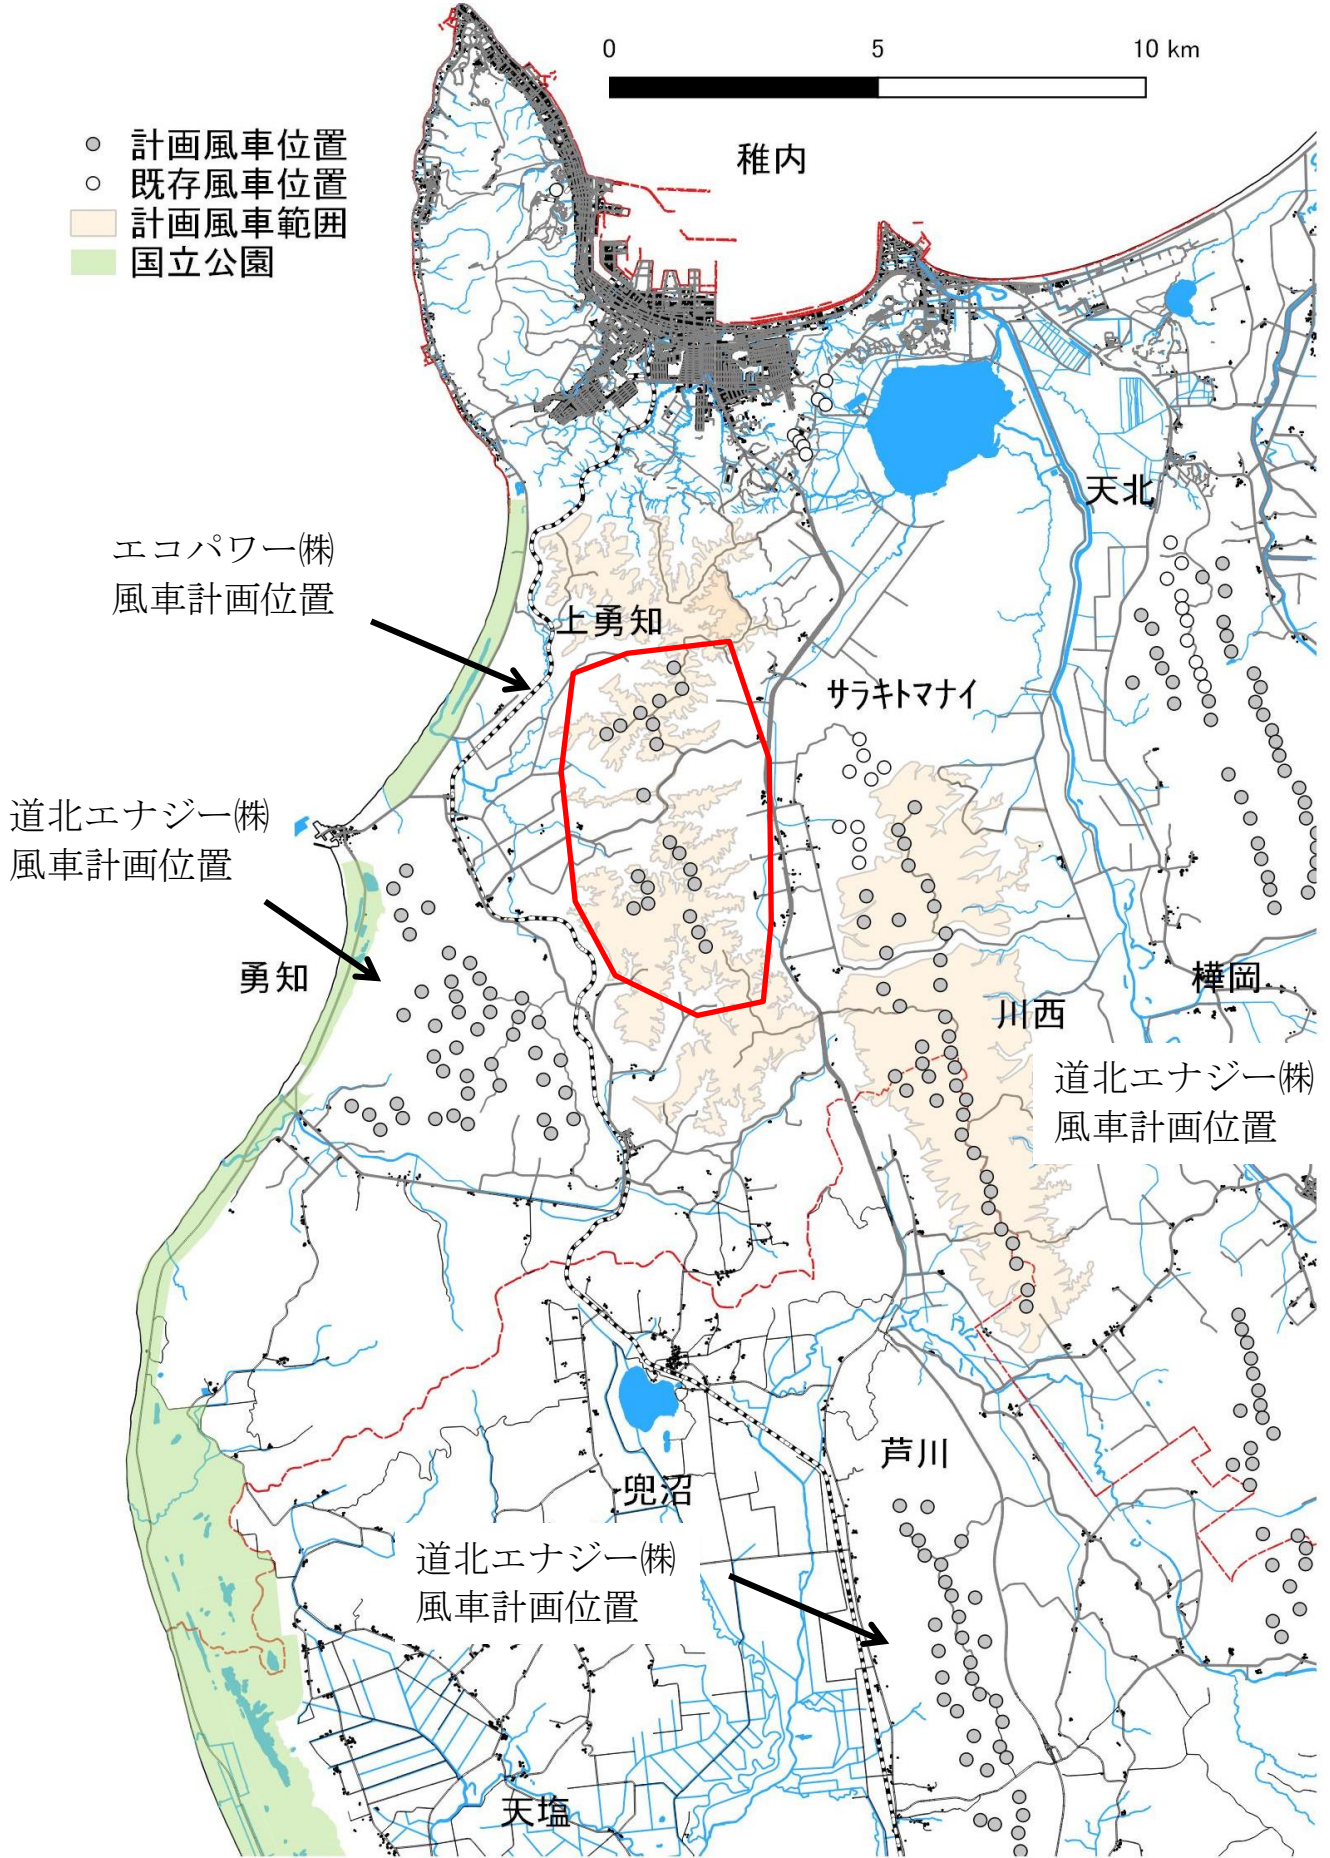 0 5 10 km
計画風車位置
既存風車位置
計画風車範囲
国立公園
稚内
天北
エコパワー㈱
風車計画位置
上勇知
サラキトマナイ
道北エナジー㈱
風車計画位置
勇知
樺岡
川西
道北エナジー㈱
風車計画位置
芦川
兜沼
道北エナジー㈱
風車計画位置
天塩